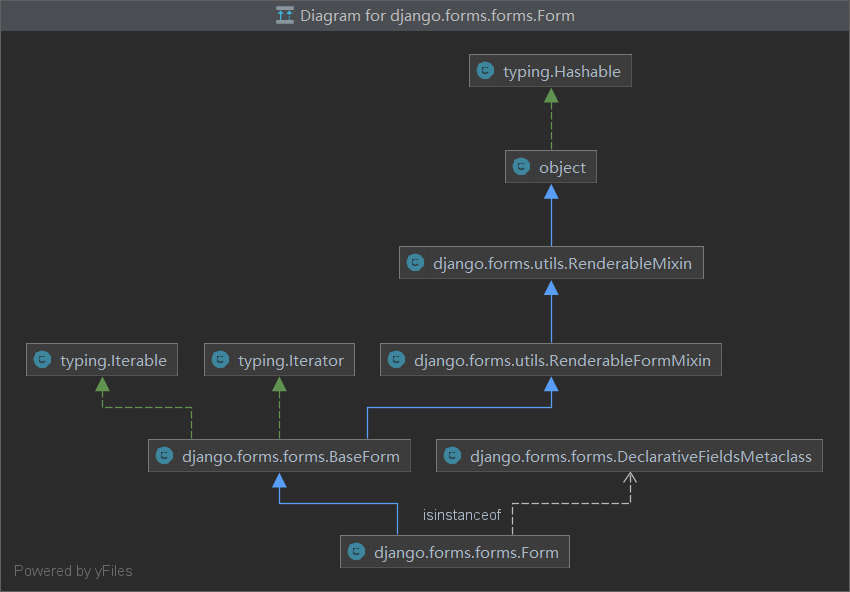 Diagram for django.forms.forms.Form
typing.Hashable
object
django.forms.utils.RenderableMixin
typing.Iterable
typing.Iterator
django.forms.utils.RenderableFormMixin
django.forms.forms.BaseForm
django.forms.forms.DeclarativeFieldsMetaclass
isinstanceof
django.forms.forms.Form
Powered by yFiles